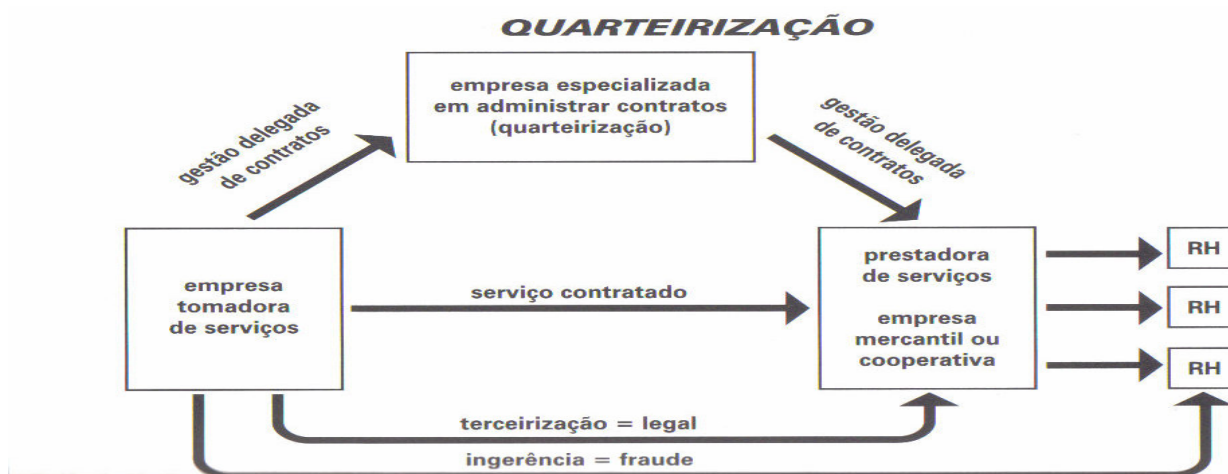 QUARTEIRIZAÇÃO
empresa especializada
em administrar contratos
(quarteirização)
gestão delegada
de contratos
gestão delegada
de contratos
empresa
tomadora
de serviços
serviço contratado
prestadora
de serviços
empresa
mercantil ou
cooperativa
RH
RH
RH
terceirização = legal
ingerência = fraude